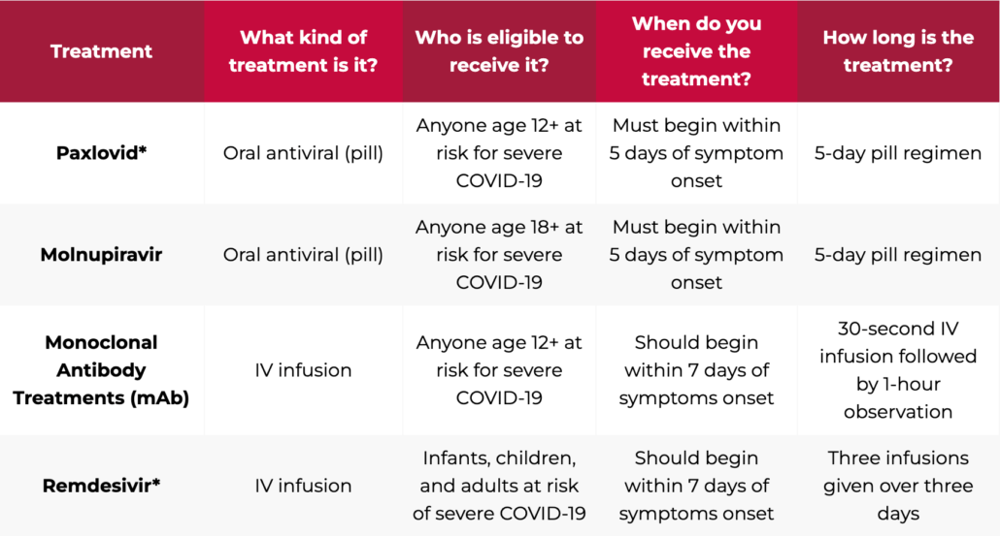 Treatment
What kind of
treatment is it?
Who is eligible to
receive it?
When do you
receive the
treatment?
How long is the
treatment?
Paxlovid*
Oral antiviral (pill)
Anyone age 12+ at
risk for severe
COVID-19
Must begin within
5 days of symptom
onset
5-day pill regimen
Molnupiravir
Oral antiviral (pill)
Anyone age 18+ at
risk for severe
COVID-19
Must begin within
5 days of symptom
onset
5-day pill regimen
Monoclonal
Antibody
Treatments (mAb)
IV infusion
Anyone age 12+ at
risk for severe
COVID-19
Should begin
within 7 days of
symptoms onset
30-second IV
infusion followed
by 1-hour
observation
Remdesivir*
IV infusion
Infants, children,
and adults at risk
of severe COVID-19
Should begin
within 7 days of
symptoms onset
Three infusions
given over three
days